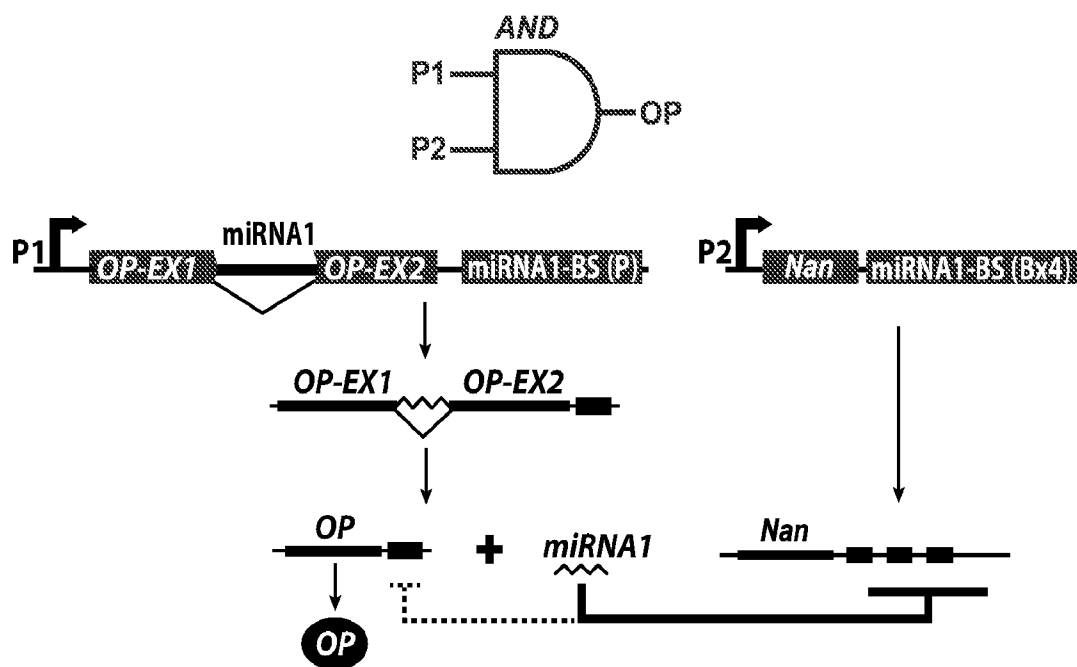 AND
P1
OP
P2
miRNA1
P1
OP-EX1
OP-EX2
miRNA1-BS (P)
P2
Nan
miRNA1-BS (Bx4)
OP-EX1
OP-EX2
OP
+
miRNA1
Nan
OP